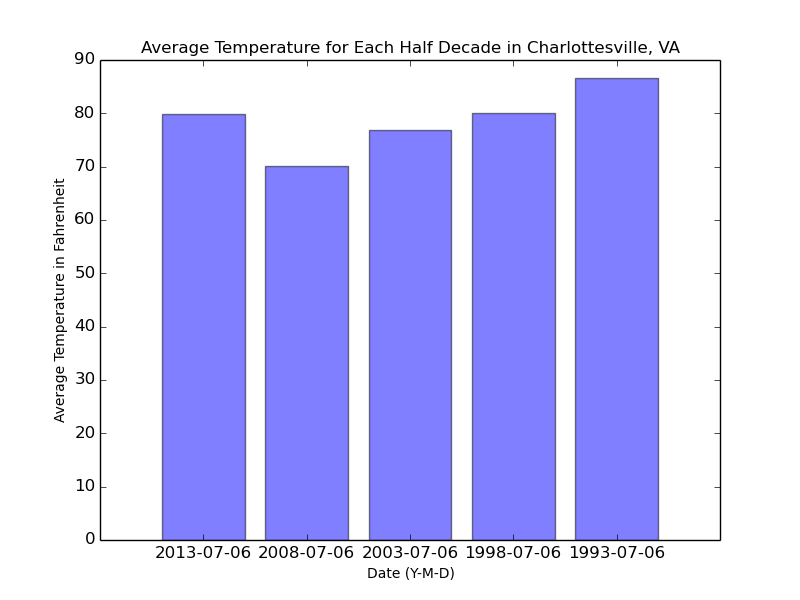 Average Temperature for Each Half Decade in Charlottesville, VA
90
80
70
60
50
40
30
20
10
0
Average Temperature in Fahrenheit
2013-07-06 2008-07-06 2003-07-06 1998-07-06 1993-07-06
Date (Y-M-D)